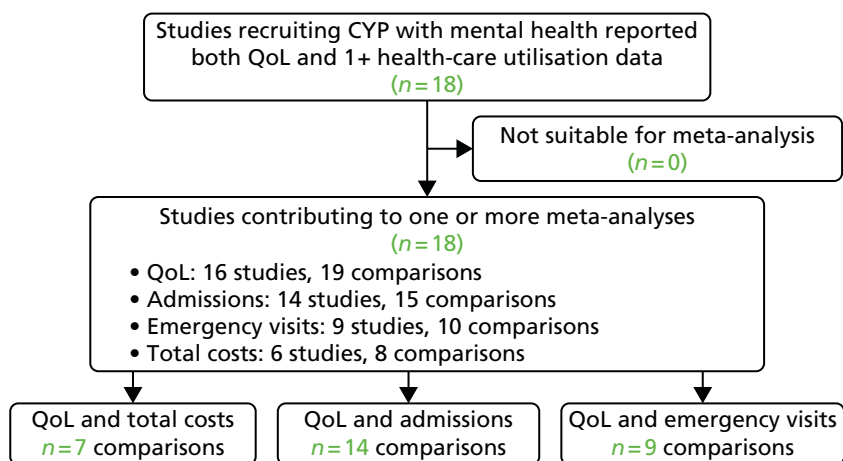 Studies recruiting CYP with mental health reported
both QoL and 1+ health-care utilisation data
(n=18)
Not suitable for meta-analysis
(n=0)
Studies contributing to one or more meta-analyses
(n=18)
• QoL: 16 studies, 19 comparisons
• Admissions: 14 studies, 15 comparisons
• Emergency visits: 9 studies, 10 comparisons
• Total costs: 6 studies, 8 comparisons
QoL and total costs
n=7 comparisons
QoL and admissions
n=14 comparisons
QoL and emergency visits
n=9 comparisons